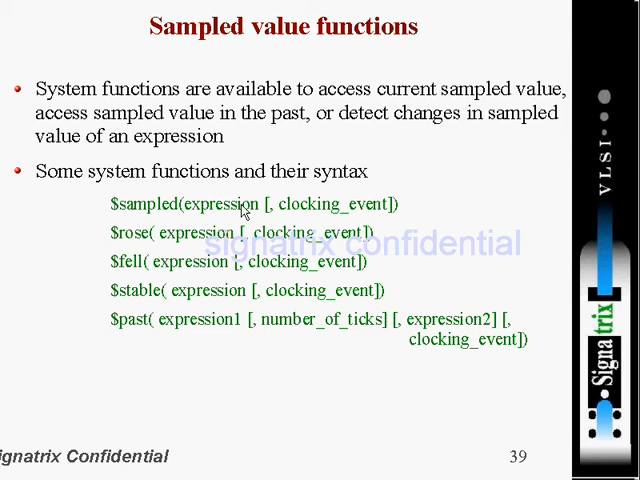 Sampled value functions
System functions are available to access current sampled value,
access sampled value in the past, or detect changes in sampled
value of an expression
Some system functions and their syntax
$sampled(expression [, clocking_event])
$rose( expression [, clocking_event])
signatrix confidential
$fell( expression [, clocking_event])
$stable( expression [, clocking_event])
$past( expression1 [, number_of_ticks] [, expression2] [,
clocking_event])
ignatrix Confidential
39
VLSI
Signatrix